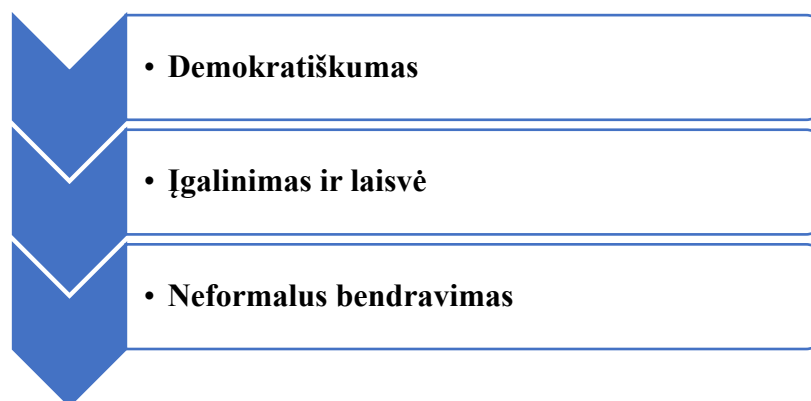 • Demokratiškumas
• Įgalinimas ir laisvė
• Neformalus bendravimas